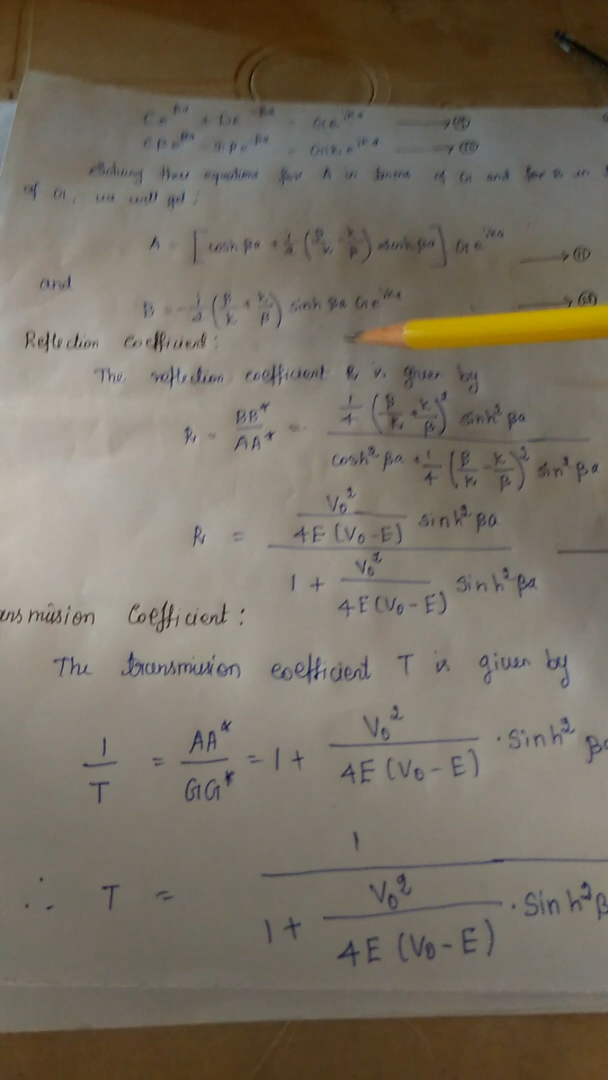 Solving these equations for A in terms of G and for B in
of G, we will get;
A = [cosh βa + i/2 (β/k - k/β) sinh βa] G e^ika
and
B = -i/2 (β/k + k/β) sinh βa G e^ika
Reflection Coefficient:
The reflection coefficient R is given by
R = BB*/AA* = 1/4 (β/k + k/β)² sinh² βa / cosh² βa + 1/4 (β/k - k/β)² sin² βa
R = V₀²/4E(V₀-E) sinh² βa / 1 + V₀²/4E(V₀-E) sinh² βa
ansmission Coefficient:
The transmission coefficient T is given by
1/T = AA*/GG* = 1 + V₀²/4E(V₀-E) · Sinh² βa
∴ T = 1 / 1 + V₀²/4E(V₀-E) · Sinh² β